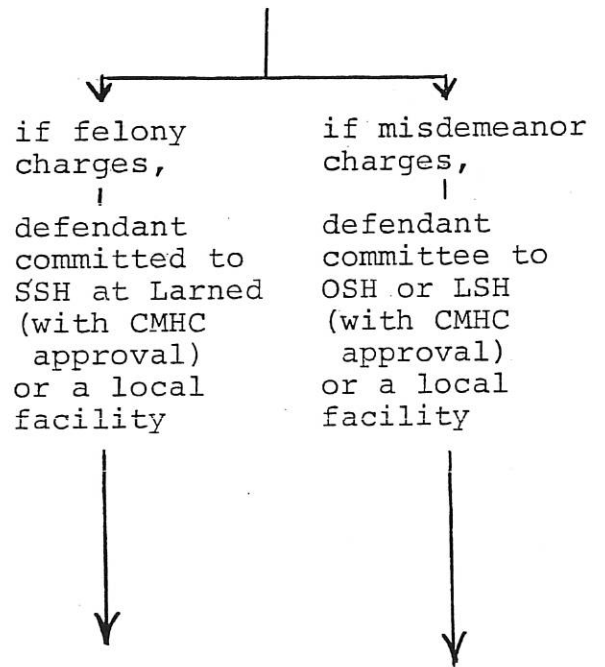 if felony
charges,
defendant
committed to
SSH at Larned
(with CMHC
approval)
or a local
facility
if misdemeanor
charges,
defendant
committee to
OSH or LSH
(with CMHC
approval)
or a local
facility